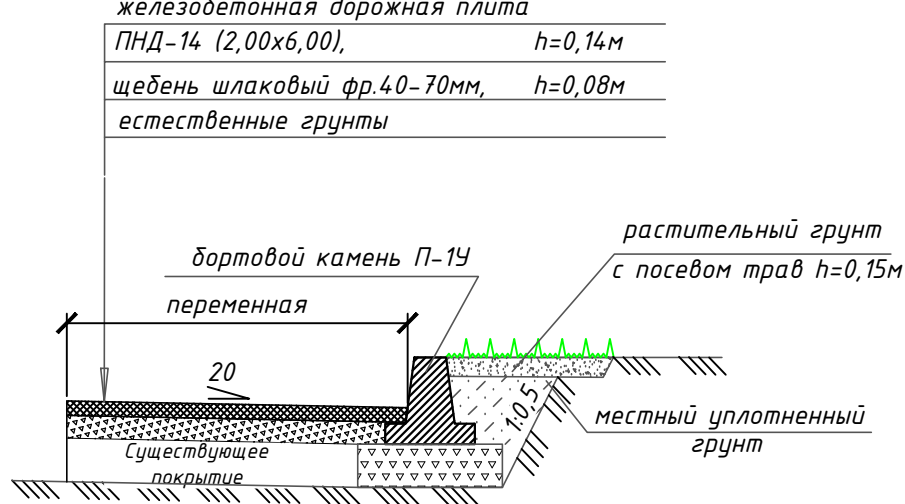 железобетонная дорожная плита
ПНД-14 (2,00х6,00), h=0,14м
щебень шлаковый фр.40-70мм, h=0,08м
естественные грунты
растительный грунт
с посевом трав h=0,15м
бортовой камень П-1У
переменная
20
1:0,5
местный уплотненный
грунт
Существующее
покрытие